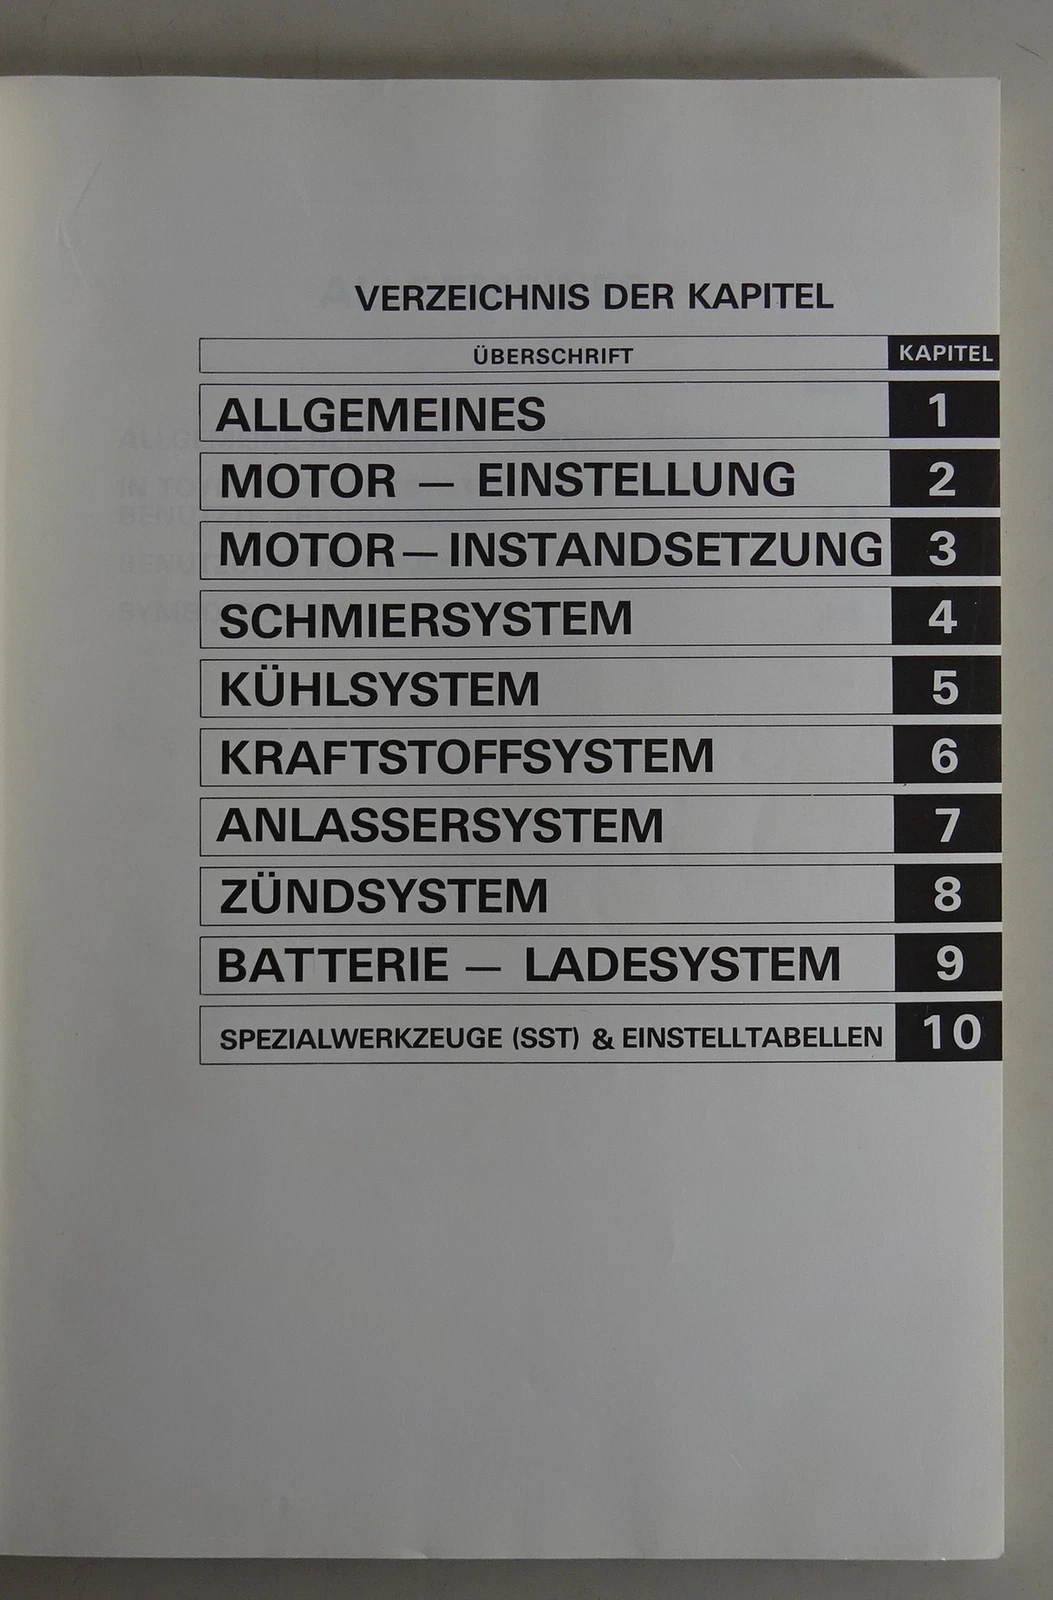 VERZEICHNIS DER KAPITEL
ÜBERSCHRIFT KAPITEL
ALLGEMEINES 1
MOTOR — EINSTELLUNG 2
MOTOR — INSTANDSETZUNG 3
SCHMIERSYSTEM 4
KÜHLSYSTEM 5
KRAFTSTOFFSYSTEM 6
ANLASSERSYSTEM 7
ZÜNDSYSTEM 8
BATTERIE — LADESYSTEM 9
SPEZIALWERKZEUGE (SST) & EINSTELLTABELLEN 10